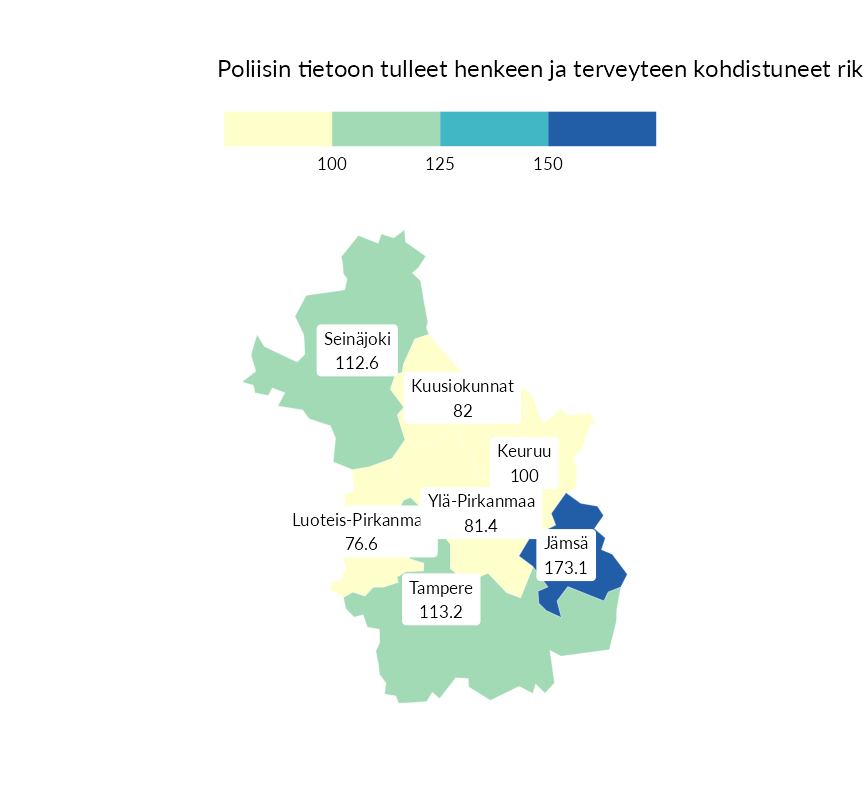 Poliisin tietoon tulleet henkeen ja terveyteen kohdistuneet rik
100
125
150
Seinäjoki
112.6
Kuusiokunnat
82
Keuruu
100
Ylä-Pirkanmaa
81.4
Luoteis-Pirkanma
76.6
Jämsä
173.1
Tampere
113.2